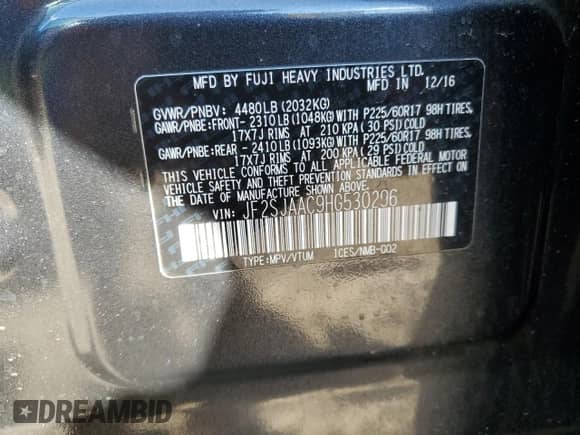 MFD BY FUJI HEAVY INDUSTRIES LTD.
MFD IN 12/16
GVWR/PNBV: 4480LB(2032KG)
GAWR/PNBE:FRONT- 2310LB(1048KG)WITH P225/60R17 98H TIRES,
17X7J RIMS AT 210 KPA(30 PSI)COLD
GAWR/PNBE:REAR - 2410LB(1093KG)WITH P225/60R17 98H TIRES,
17X7J RIMS AT 200 KPA(29 PSI)COLD
THIS VEHICLE CONFORMS TO ALL APPLICABLE FEDERAL MOTOR
VEHICLE SAFETY AND THEFT PREVENTION STANDARDS IN EFFECT ON
THE DATE OF MANUFACTURE SHOWN ABOVE.
VIN: JF2SJAAC9HG530296
TYPE:MPV/VTUM ICES/NMB-002
DREAMBID